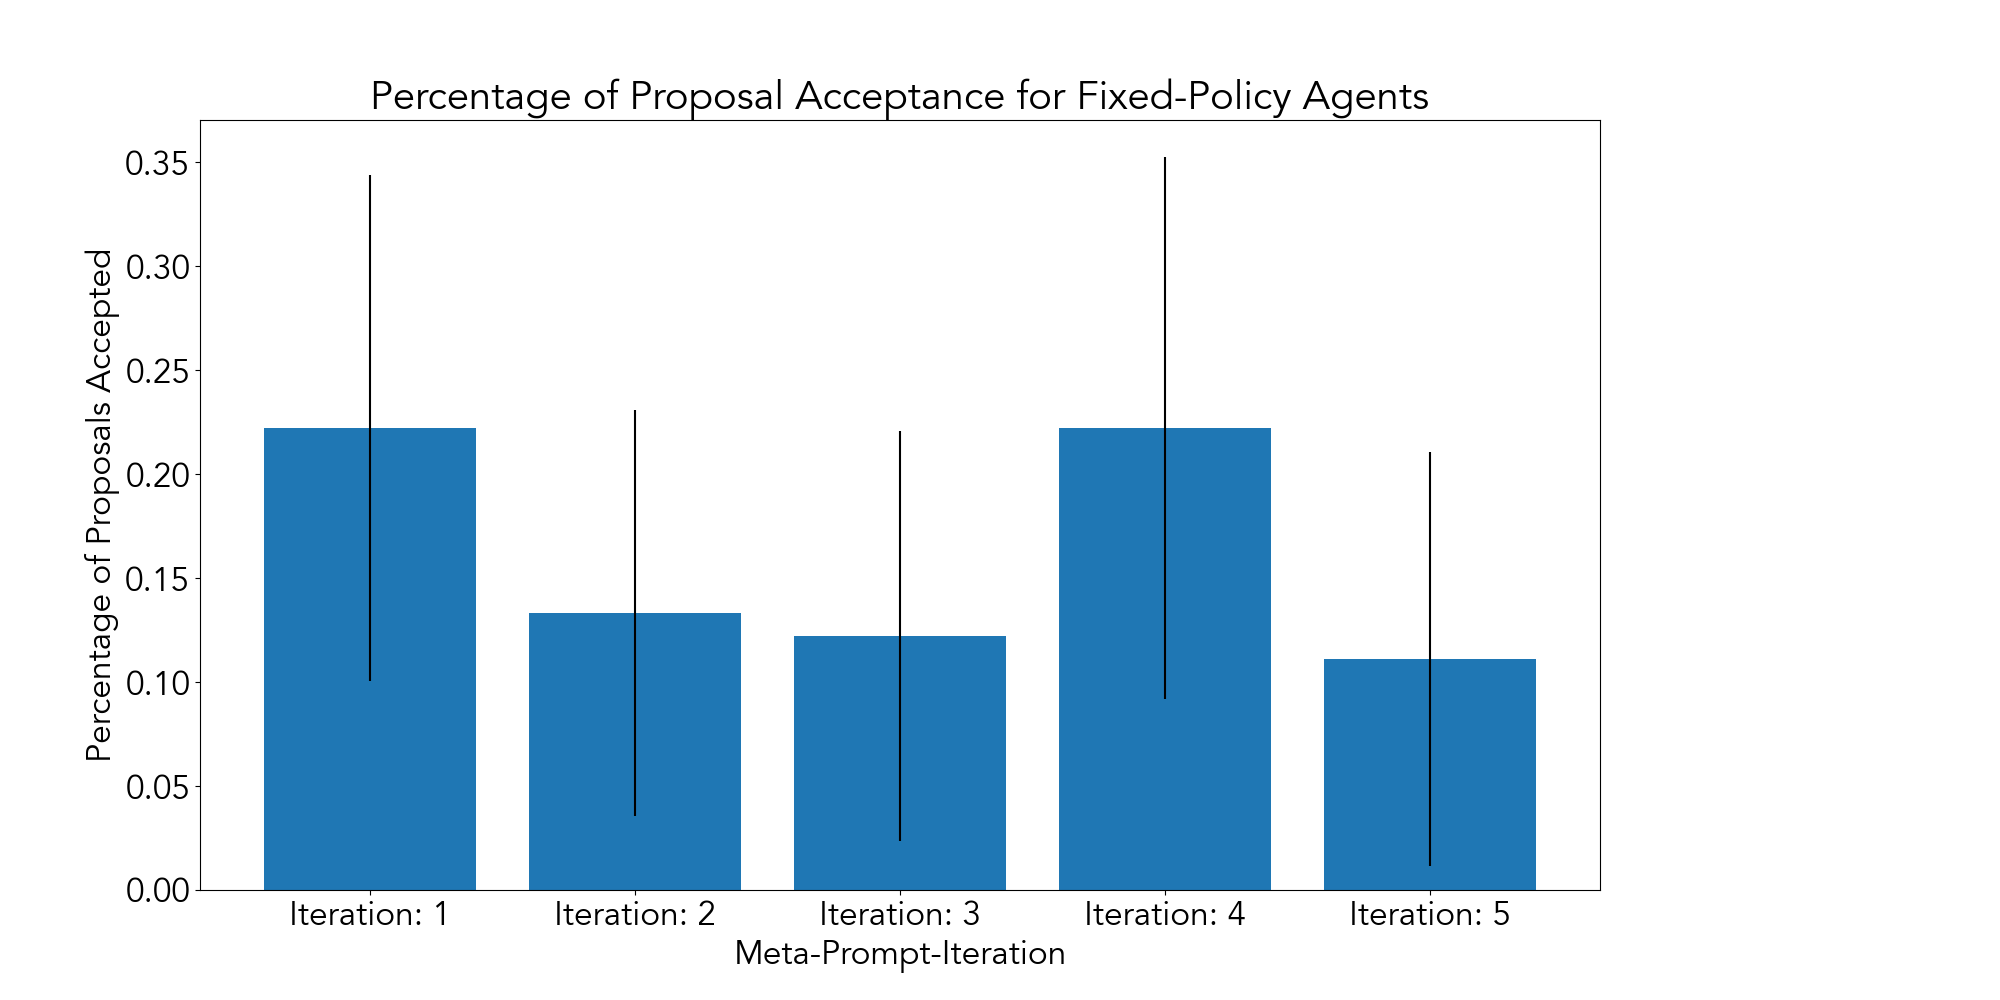 Percentage of Proposal Acceptance for Fixed-Policy Agents
Percentage of Proposals Accepted
0.35
0.30
0.25
0.20
0.15
0.10
0.05
0.00
Iteration: 1 Iteration: 2 Iteration: 3 Iteration: 4 Iteration: 5
Meta-Prompt-Iteration